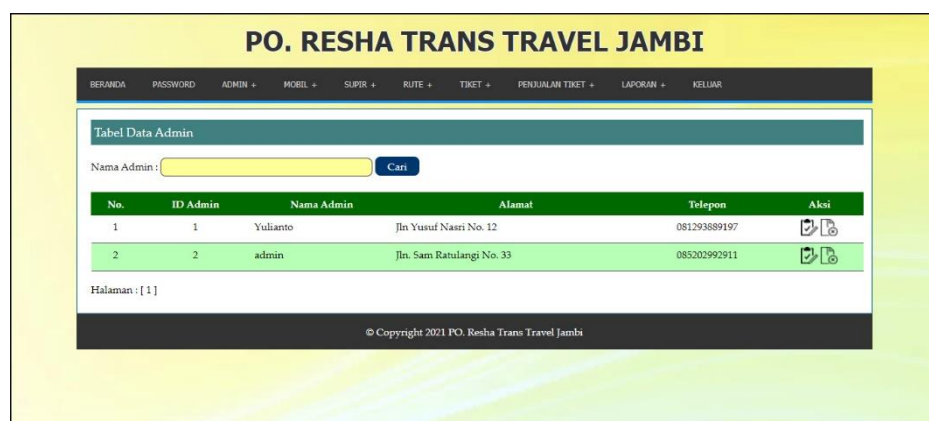 PO. RESHA TRANS TRAVEL JAMBI
BERANDA PASSWORD ADMIN + MOBIL + SUPIR + RUTE + TIKET + PENJUALAN TIKET + LAPORAN + KELUAR
Tabel Data Admin
Nama Admin : Cari
No. ID Admin Nama Admin Alamat Telepon Aksi
1 1 Yulianto Jln Yusuf Nasri No. 12 081293889197
2 2 admin Jln. Sam Ratulangi No. 33 085202992911
Halaman : [ 1 ]
© Copyright 2021 PO. Resha Trans Travel Jambi